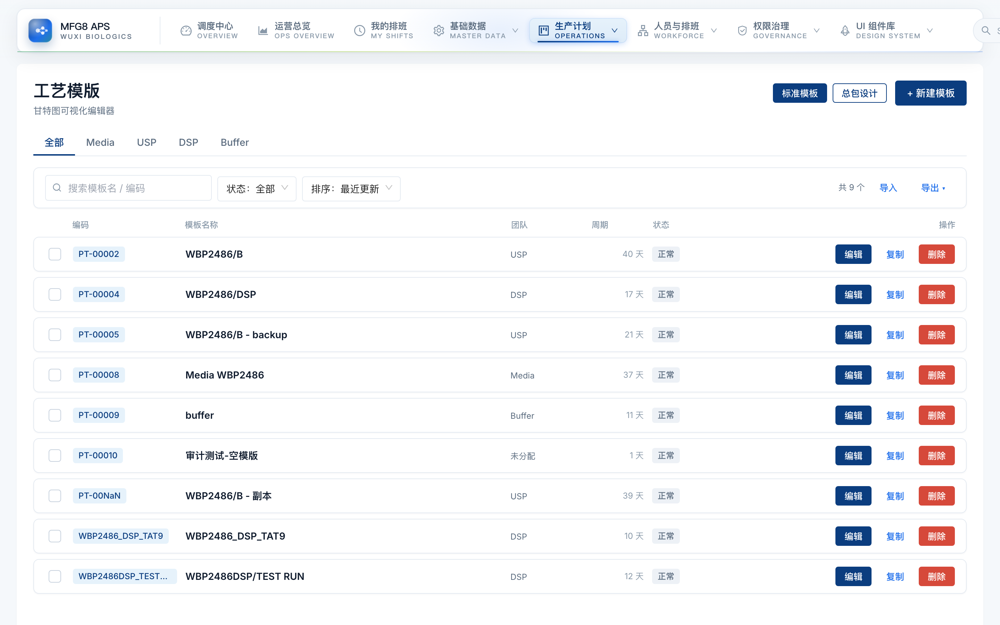 MFG8 APS
WUXI BIOLOGICS
调度中心
OVERVIEW
运营总览
OPS OVERVIEW
我的排班
MY SHIFTS
基础数据
MASTER DATA
生产计划
OPERATIONS
人员与排班
WORKFORCE
权限治理
GOVERNANCE
UI 组件库
DESIGN SYSTEM
工艺模版
甘特图可视化编辑器
标准模板
总包设计
+ 新建模板
全部 Media USP DSP Buffer
搜索模板名 / 编码
状态：全部
排序：最近更新
共 9 个
导入
导出 ▾
编码 模板名称 团队 周期 状态 操作
PT-00002 WBP2486/B USP 40 天 正常 编辑 复制 删除
PT-00004 WBP2486/DSP DSP 17 天 正常 编辑 复制 删除
PT-00005 WBP2486/B - backup USP 21 天 正常 编辑 复制 删除
PT-00008 Media WBP2486 Media 37 天 正常 编辑 复制 删除
PT-00009 buffer Buffer 11 天 正常 编辑 复制 删除
PT-00010 审计测试-空模版 未分配 1 天 正常 编辑 复制 删除
PT-00NaN WBP2486/B - 副本 USP 39 天 正常 编辑 复制 删除
WBP2486_DSP_TAT9 WBP2486_DSP_TAT9 DSP 10 天 正常 编辑 复制 删除
WBP2486DSP_TEST... WBP2486DSP/TEST RUN DSP 12 天 正常 编辑 复制 删除